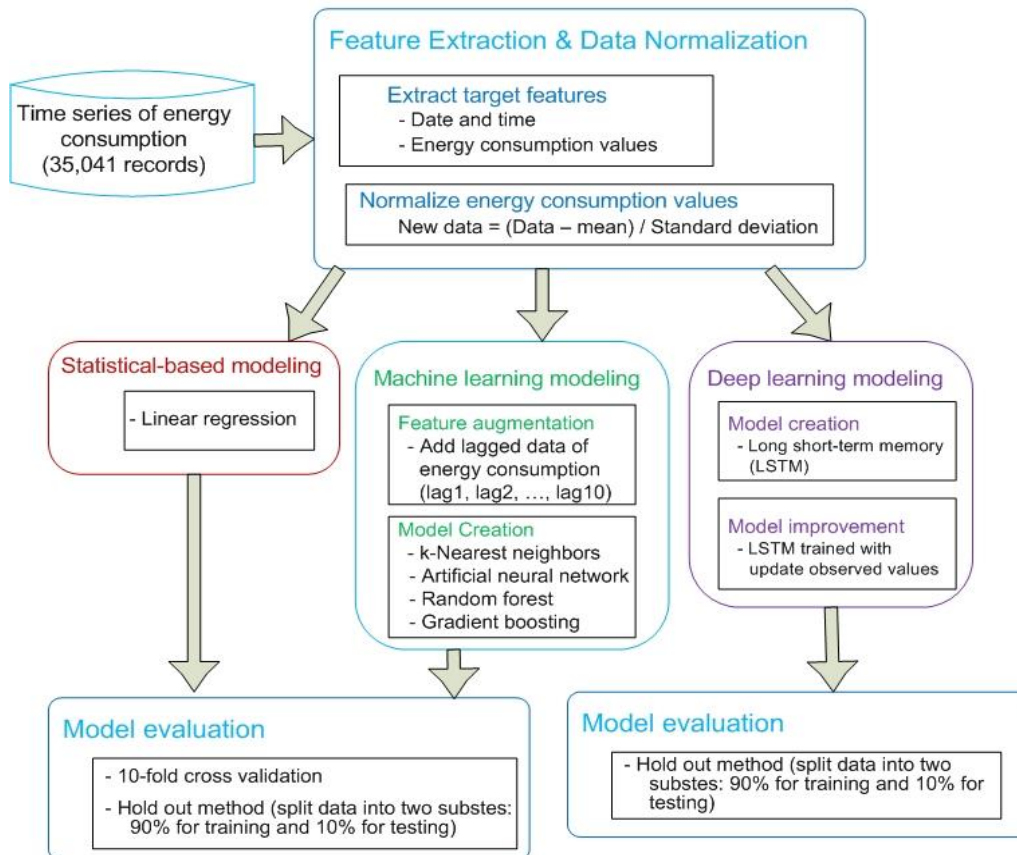 Feature Extraction & Data Normalization
Time series of energy
consumption
(35,041 records)
Extract target features
- Date and time
- Energy consumption values
Normalize energy consumption values
New data = (Data – mean) / Standard deviation
Statistical-based modeling
- Linear regression
Machine learning modeling
Feature augmentation
- Add lagged data of
energy consumption
(lag1, lag2, ..., lag10)
Model Creation
- k-Nearest neighbors
- Artificial neural network
- Random forest
- Gradient boosting
Deep learning modeling
Model creation
- Long short-term memory
(LSTM)
Model improvement
- LSTM trained with
update observed values
Model evaluation
- 10-fold cross validation
- Hold out method (split data into two substes:
90% for training and 10% for testing)
Model evaluation
- Hold out method (split data into two
substes: 90% for training and 10% for
testing)